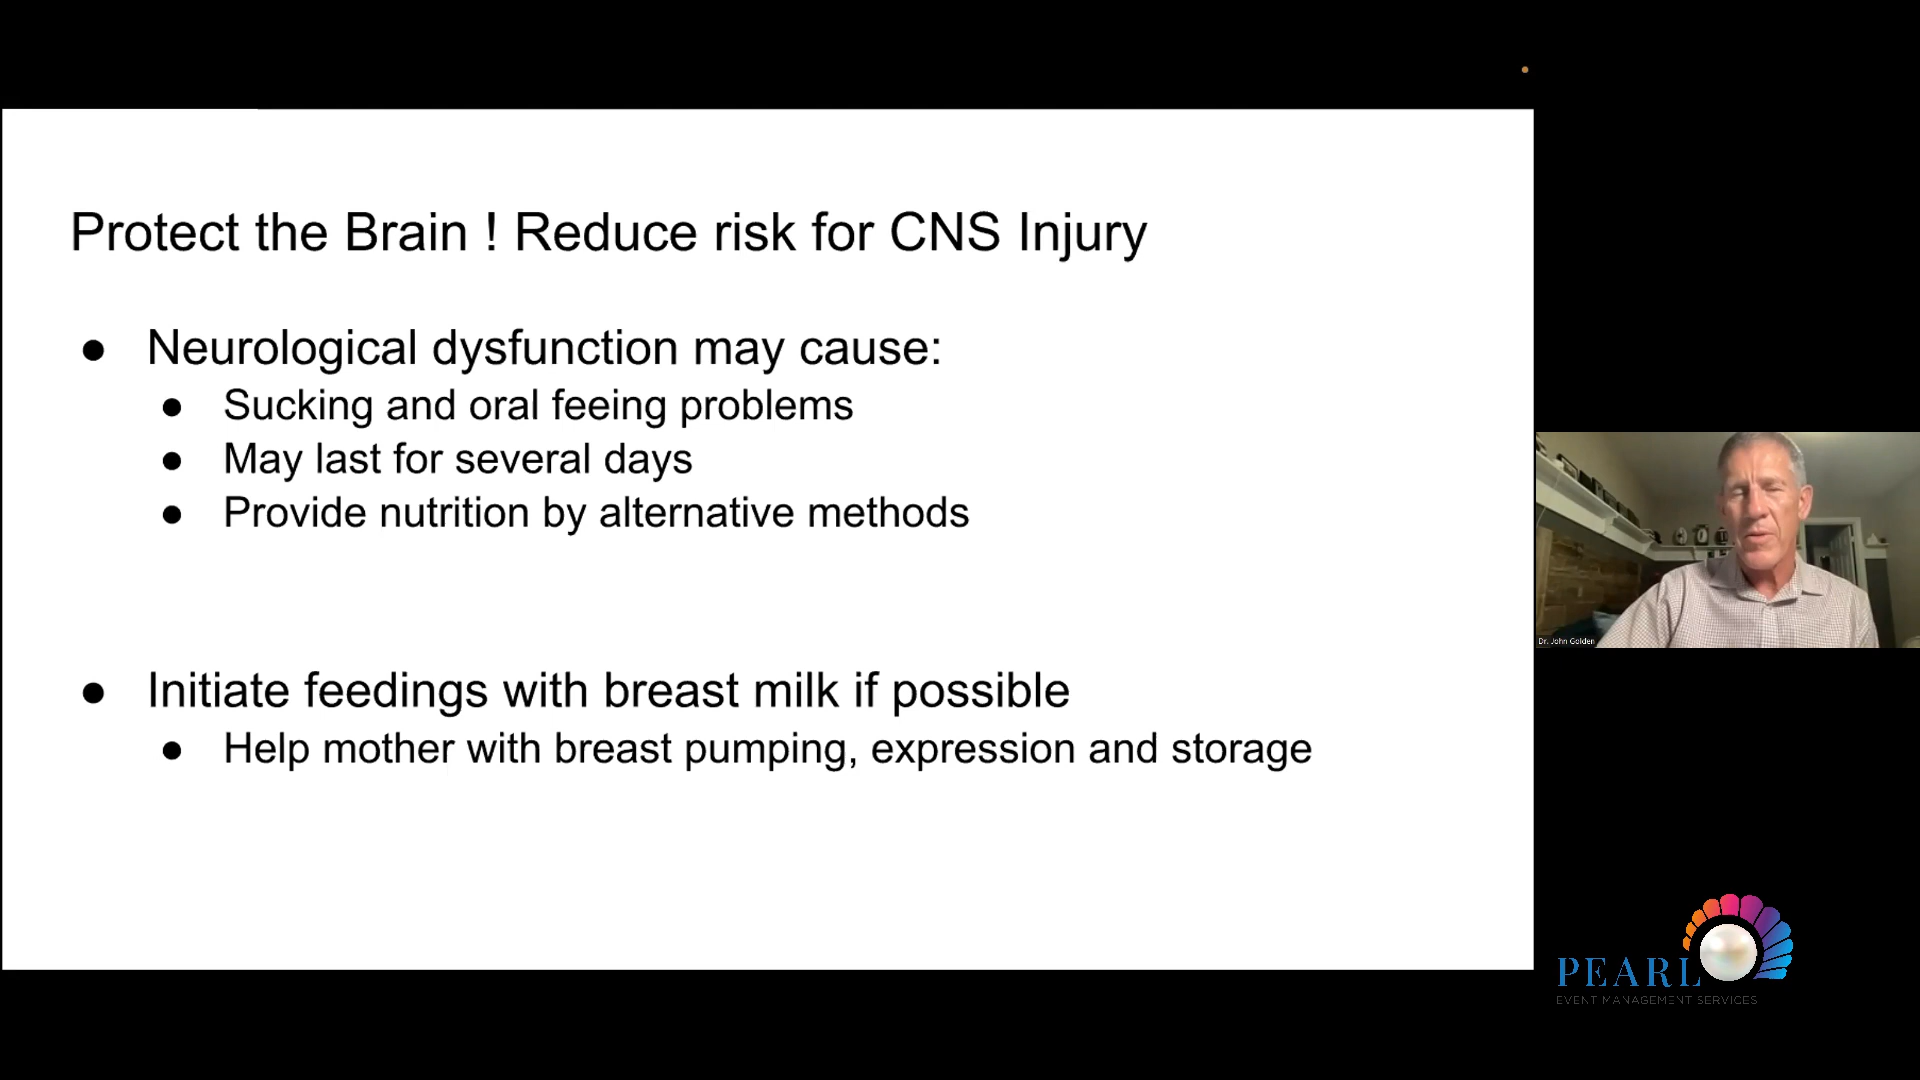 Protect the Brain ! Reduce risk for CNS Injury
● Neurological dysfunction may cause:
● Sucking and oral feeing problems
● May last for several days
● Provide nutrition by alternative methods
● Initiate feedings with breast milk if possible
● Help mother with breast pumping, expression and storage
Dr. John Golden
PEARL
EVENT MANAGEMENT SERVICES